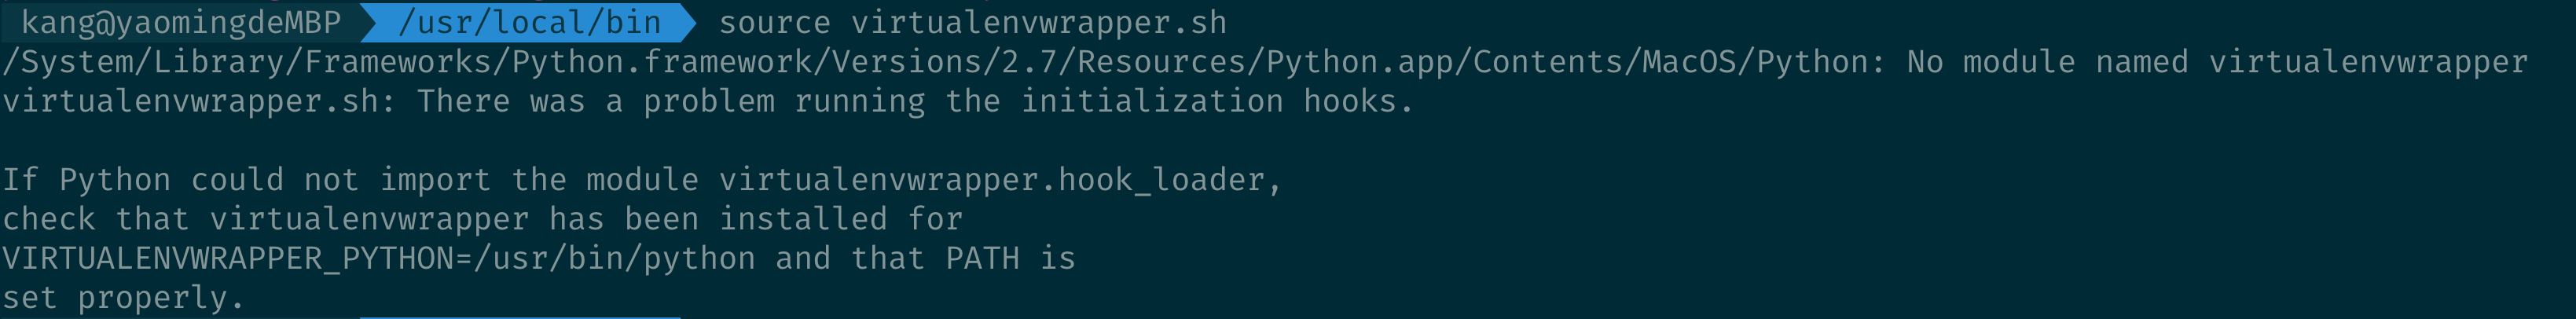 kang@yaomingdeMBP /usr/local/bin source virtualenvwrapper.sh
/System/Library/Frameworks/Python.framework/Versions/2.7/Resources/Python.app/Contents/MacOS/Python: No module named virtualenvwrapper
virtualenvwrapper.sh: There was a problem running the initialization hooks.
If Python could not import the module virtualenvwrapper.hook_loader,
check that virtualenvwrapper has been installed for
VIRTUALENVWRAPPER_PYTHON=/usr/bin/python and that PATH is
set properly.